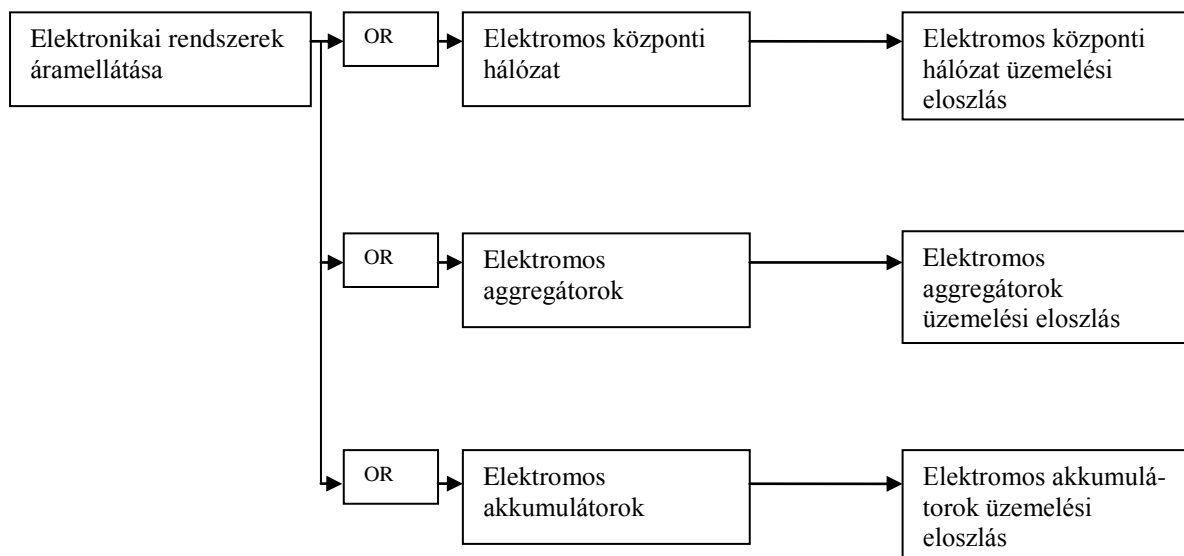 Elektronikai rendszerek
áramellátása
OR
Elektromos központi
hálózat
Elektromos központi
hálózat üzemelési
eloszlás
OR
Elektromos
aggregátorok
Elektromos
aggregátorok
üzemelési eloszlás
OR
Elektromos
akkumulátorok
Elektromos akkumulá-
torok üzemelési
eloszlás